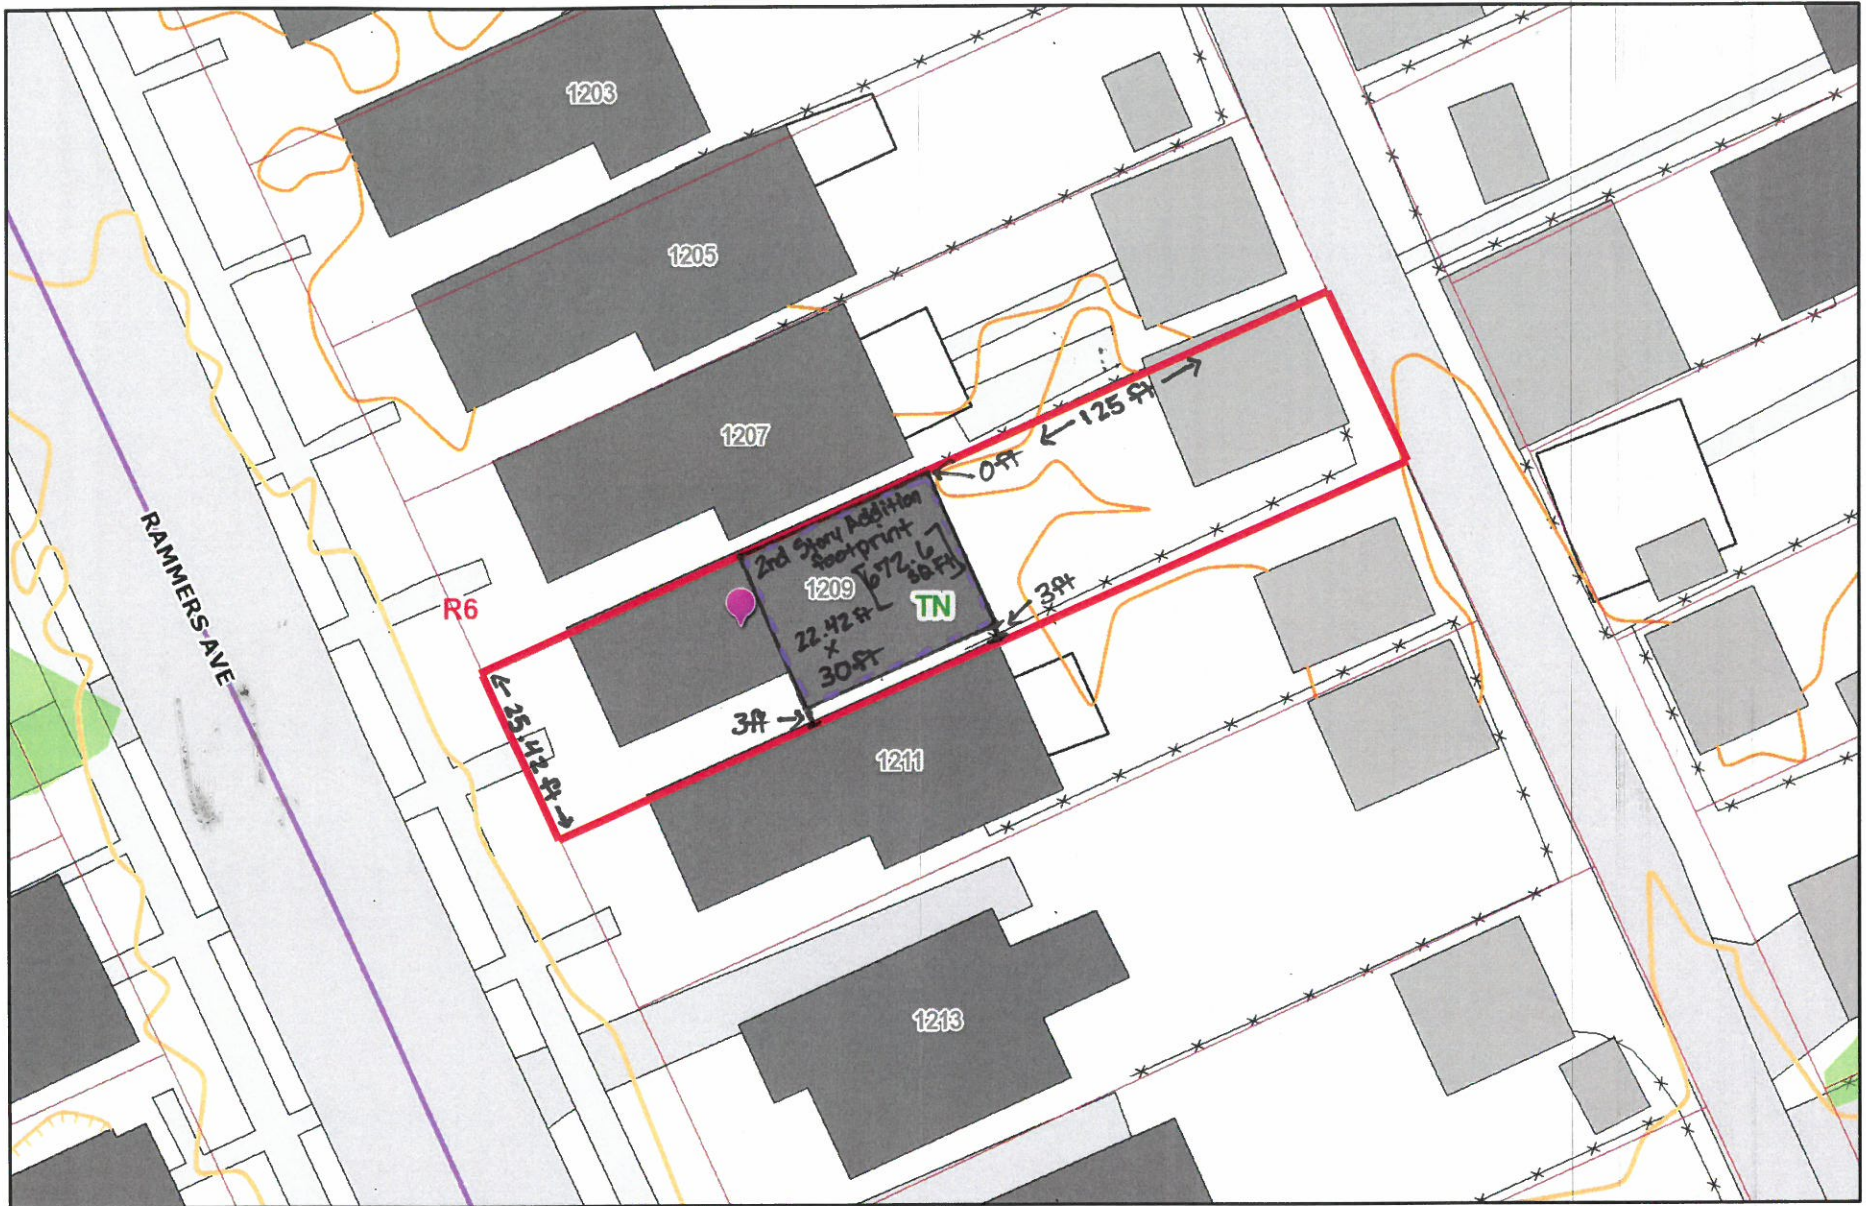 1203
1205
1207
← 125 ft →
← 0 ft
2nd Story Addition
footprint
1209
[672.6
sq ft]
TN
22.42 ft
x
30 ft
3ft
3ft →
R6
RAMMERS AVE
← 25.42 ft →
1211
1213